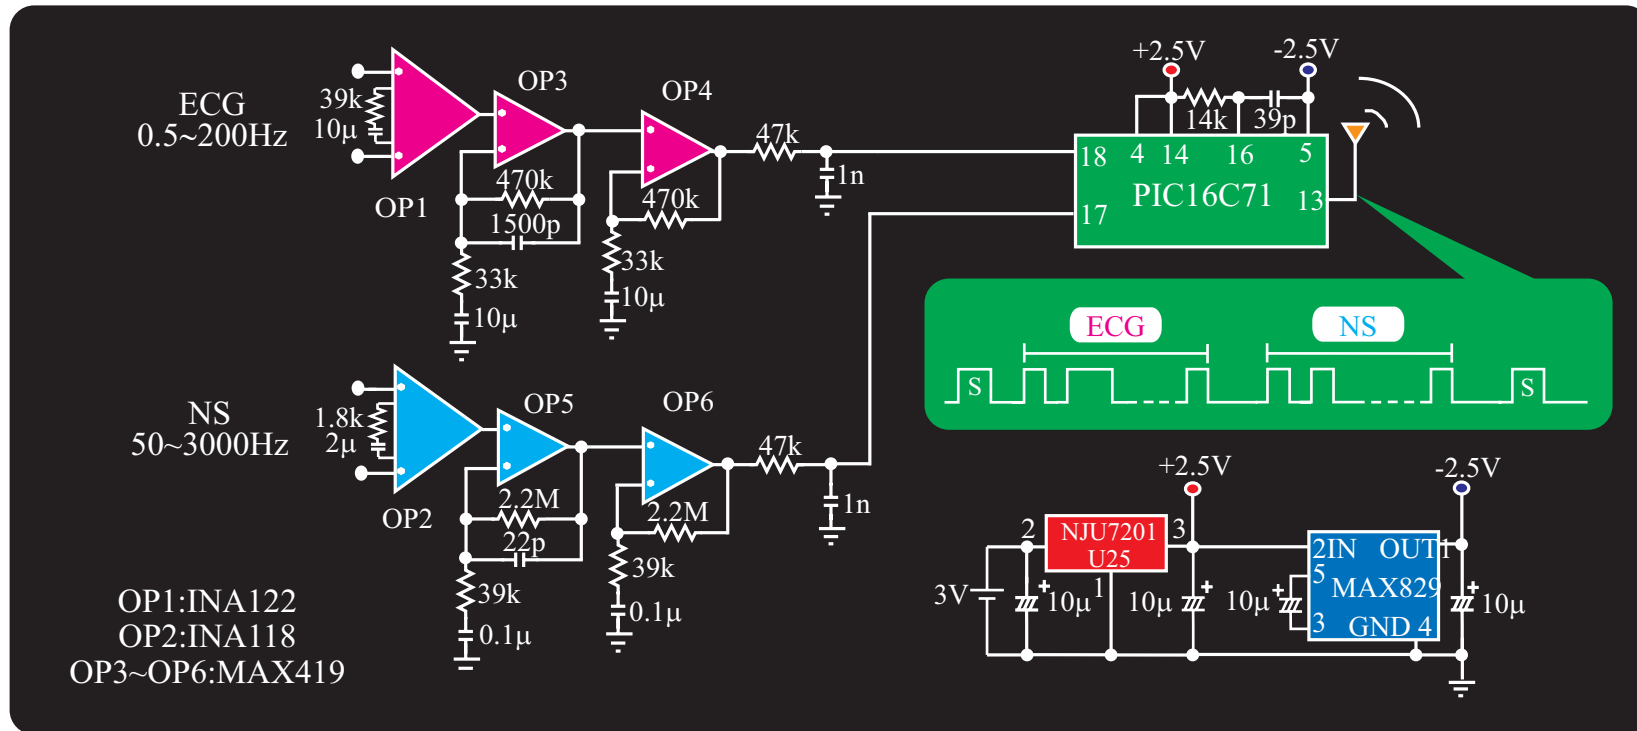 ECG
0.5~200Hz
39k
10μ
OP1
OP3
470k
1500p
33k
10μ
OP4
470k
33k
10μ
47k
1n
+2.5V
-2.5V
14k
39p
18
4
14
16
5
PIC16C71
13
17
ECG
NS
S
S
NS
50~3000Hz
1.8k
2μ
OP2
OP5
2.2M
22p
39k
0.1μ
OP6
2.2M
39k
0.1μ
47k
1n
+2.5V
-2.5V
2
NJU7201
U25
3
1
3V
10μ
10μ
10μ
2IN
OUT1
5
MAX829
3
GND 4
10μ
OP1:INA122
OP2:INA118
OP3~OP6:MAX419